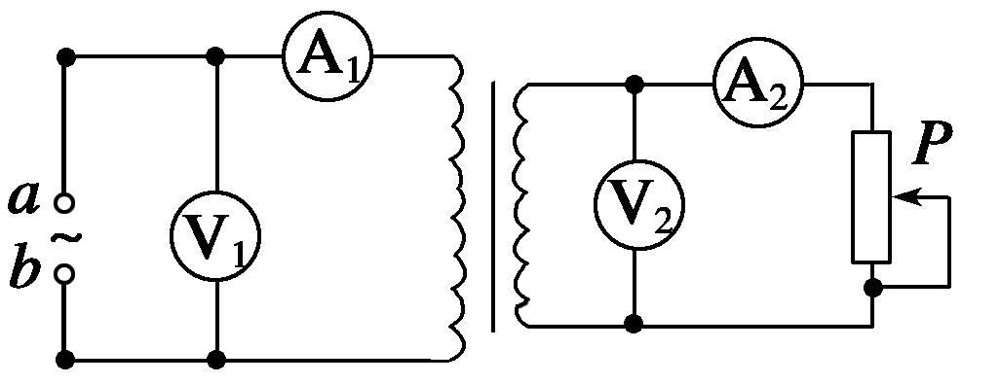 A₁
A₂
P
a
~
b
V₁
V₂